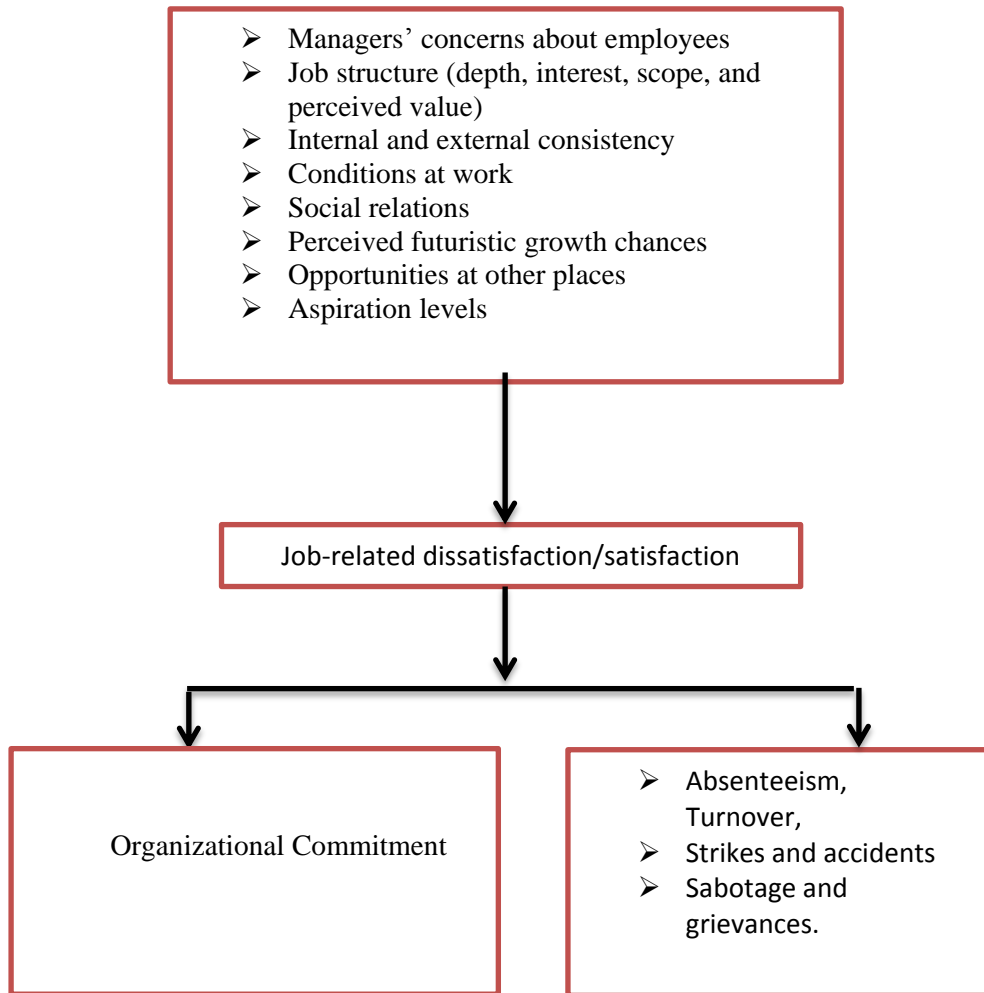 ➢ Managers’ concerns about employees
➢ Job structure (depth, interest, scope, and
perceived value)
➢ Internal and external consistency
➢ Conditions at work
➢ Social relations
➢ Perceived futuristic growth chances
➢ Opportunities at other places
➢ Aspiration levels
Job-related dissatisfaction/satisfaction
Organizational Commitment
➢ Absenteeism,
Turnover,
➢ Strikes and accidents
➢ Sabotage and
grievances.